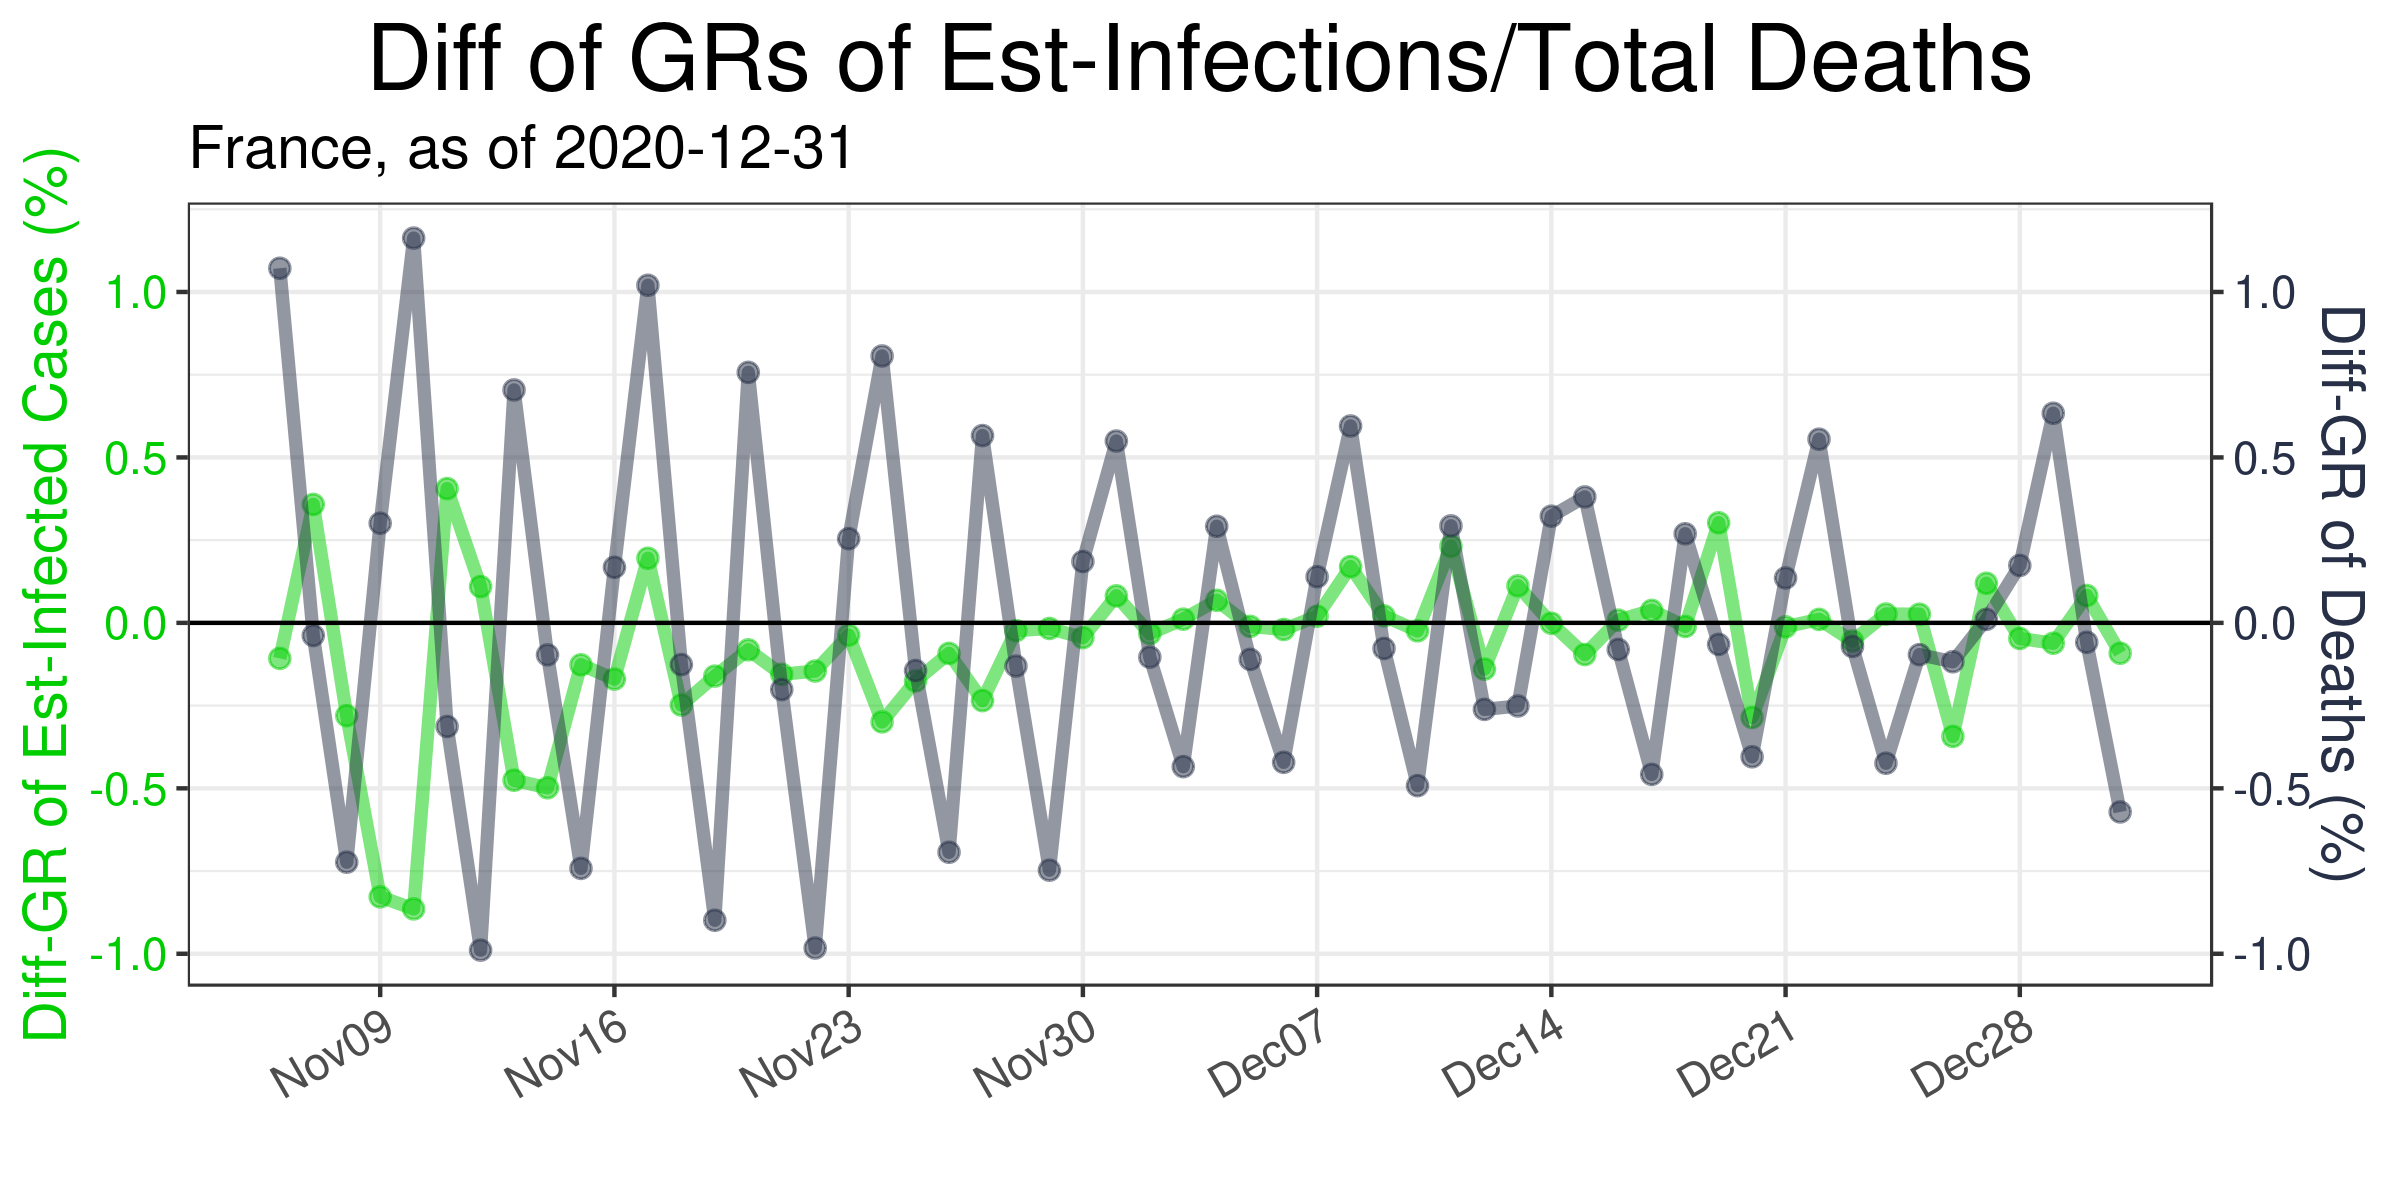 Diff of GRs of Est-Infections/Total Deaths
France, as of 2020-12-31
Diff-GR of Est-Infected Cases (%)
1.0
0.5
0.0
-0.5
-1.0
1.0
0.5
0.0
-0.5
-1.0
Diff-GR of Deaths (%)
Nov09 Nov16 Nov23 Nov30 Dec07 Dec14 Dec21 Dec28